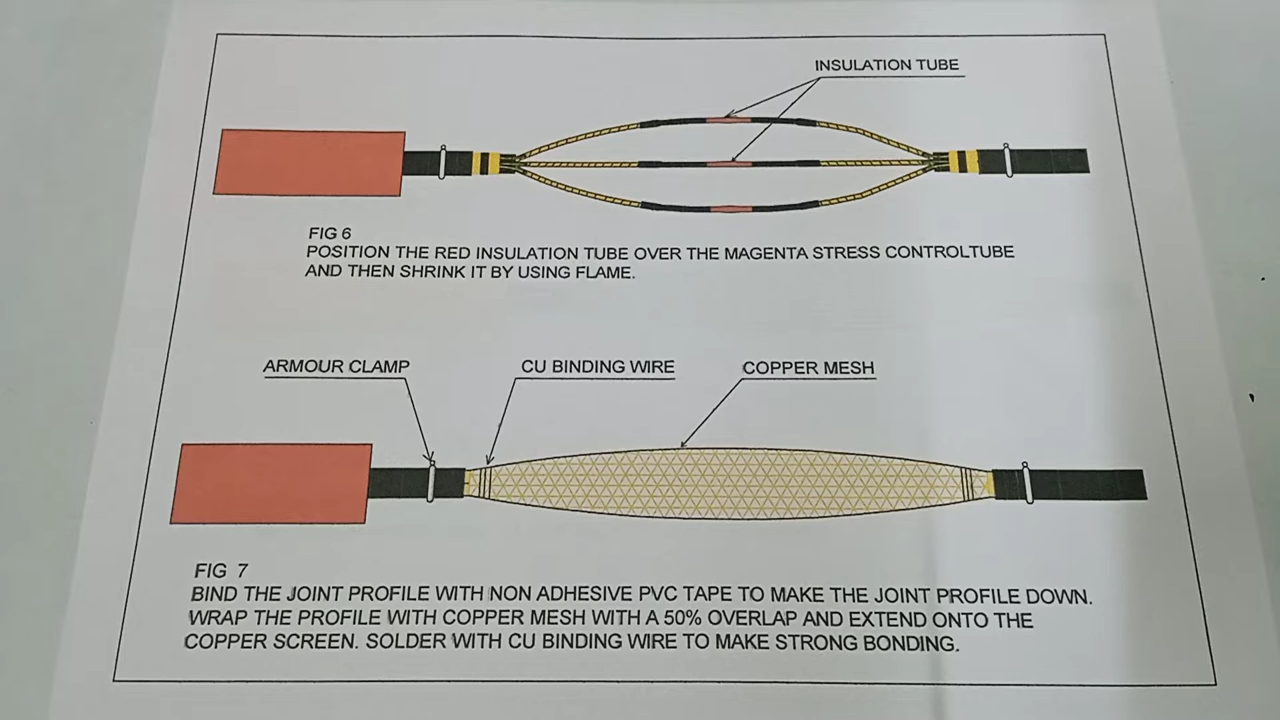 INSULATION TUBE
FIG 6
POSITION THE RED INSULATION TUBE OVER THE MAGENTA STRESS CONTROLTUBE
AND THEN SHRINK IT BY USING FLAME.
ARMOUR CLAMP
CU BINDING WIRE
COPPER MESH
FIG 7
BIND THE JOINT PROFILE WITH NON ADHESIVE PVC TAPE TO MAKE THE JOINT PROFILE DOWN.
WRAP THE PROFILE WITH COPPER MESH WITH A 50% OVERLAP AND EXTEND ONTO THE
COPPER SCREEN. SOLDER WITH CU BINDING WIRE TO MAKE STRONG BONDING.